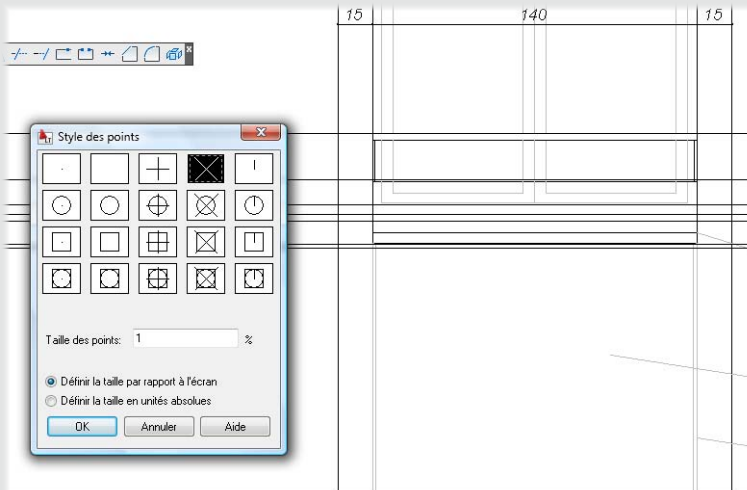 15 140 15
Style des points
Taille des points: 1 %
Définir la taille par rapport à l'écran
Définir la taille en unités absolues
OK Annuler Aide